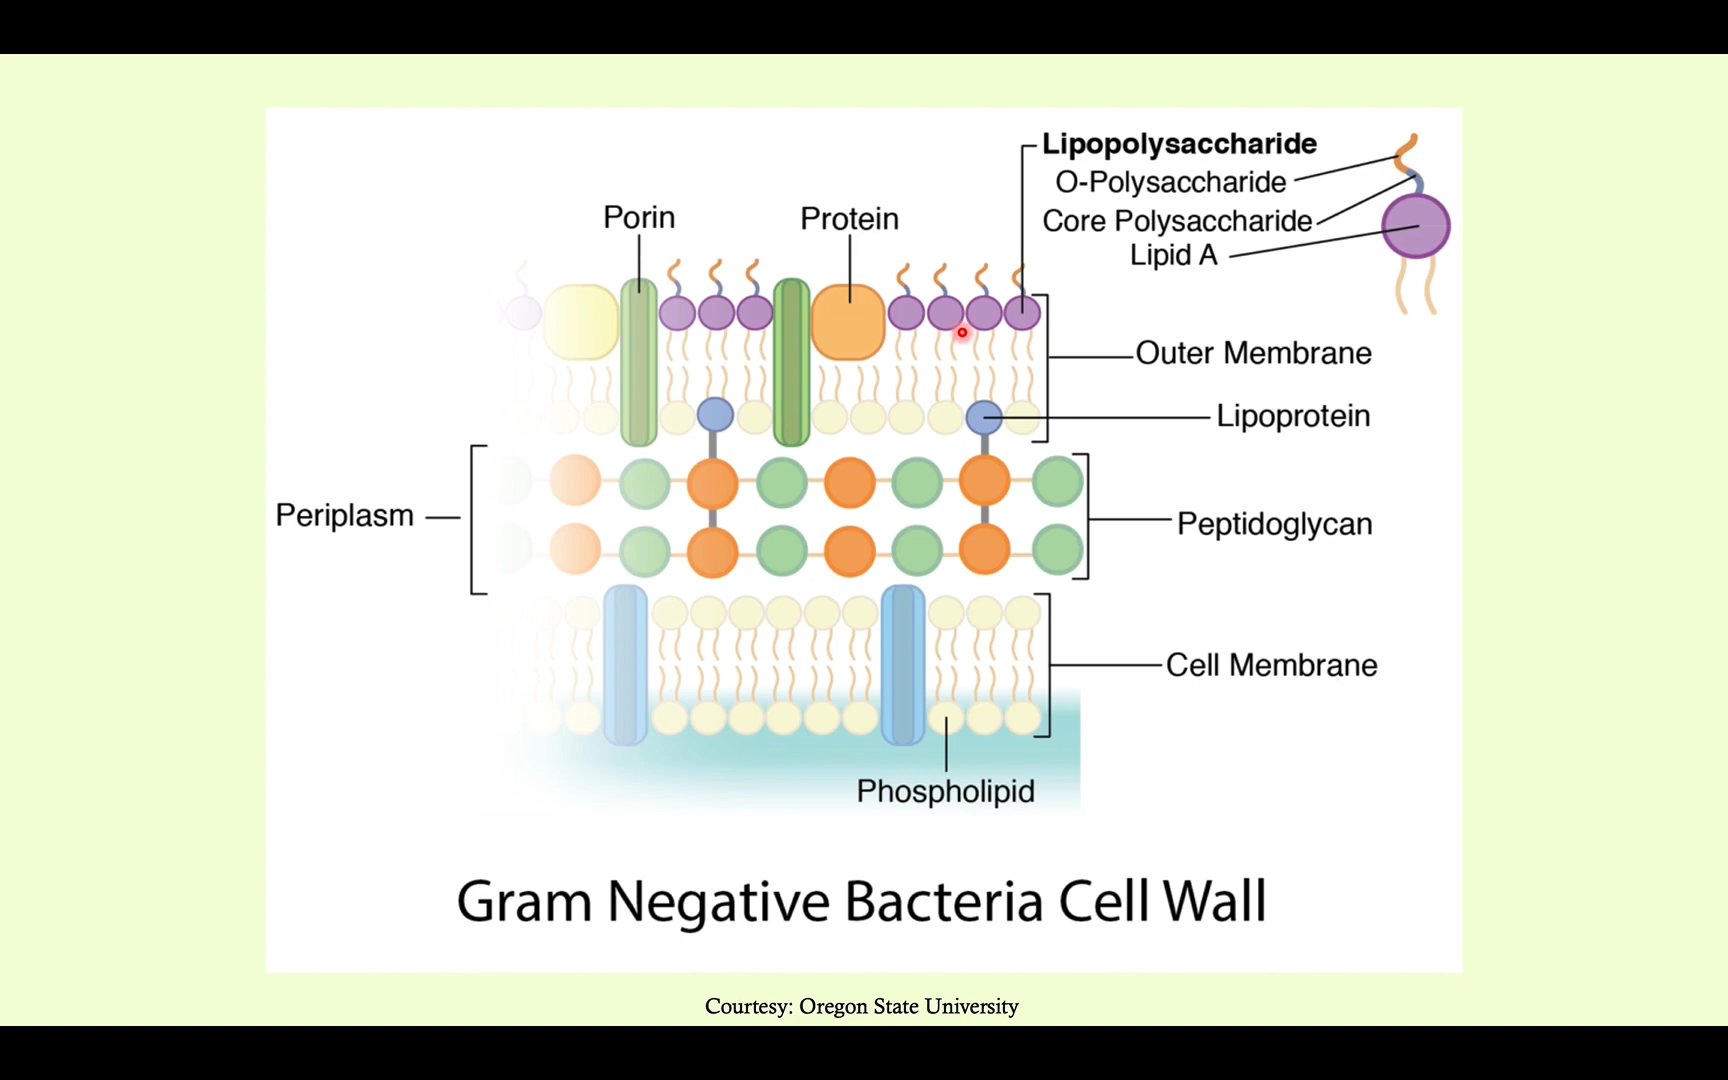 Lipopolysaccharide
O-Polysaccharide
Core Polysaccharide
Lipid A
Porin
Protein
Outer Membrane
Lipoprotein
Periplasm
Peptidoglycan
Cell Membrane
Phospholipid
Gram Negative Bacteria Cell Wall
Courtesy: Oregon State University